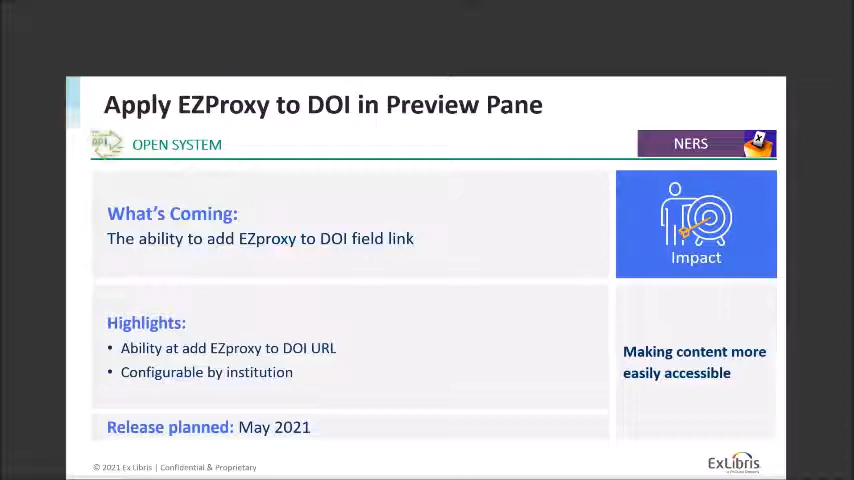 Apply EZProxy to DOI in Preview Pane
OPEN SYSTEM
NERS
What's Coming:
The ability to add EZproxy to DOI field link
Impact
Highlights:
• Ability at add EZproxy to DOI URL
• Configurable by institution
Making content more
easily accessible
Release planned: May 2021
© 2021 Ex Libris | Confidential & Proprietary
ExLibris